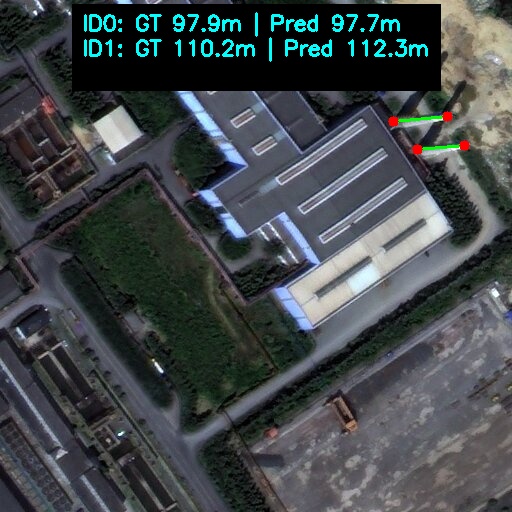 ID0: GT 97.9m | Pred 97.7m
ID1: GT 110.2m | Pred 112.3m